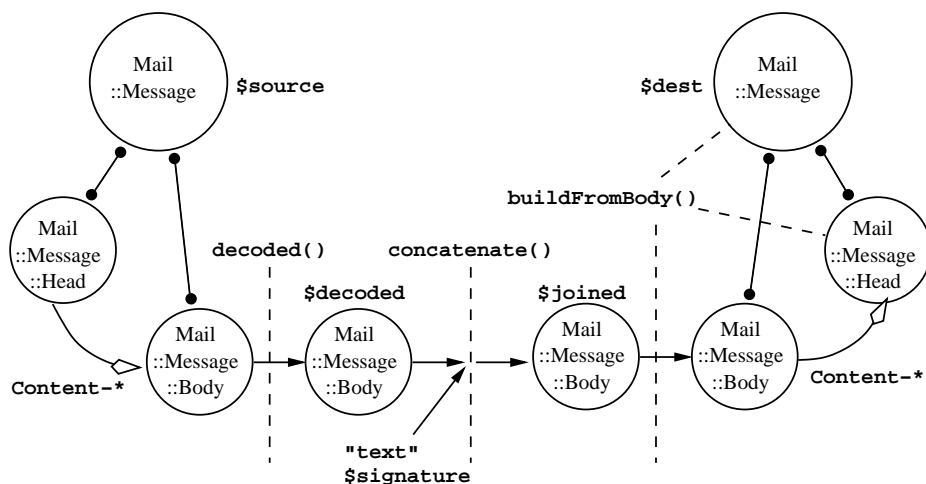 Mail
::Message
$source
Mail
::Message
$dest
buildFromBody()
Mail
::Message
::Head
Mail
::Message
::Head
decoded()
concatenate()
$decoded
$joined
Mail
::Message
::Body
Mail
::Message
::Body
Mail
::Message
::Body
Mail
::Message
::Body
Content-*
Content-*
"text"
$signature